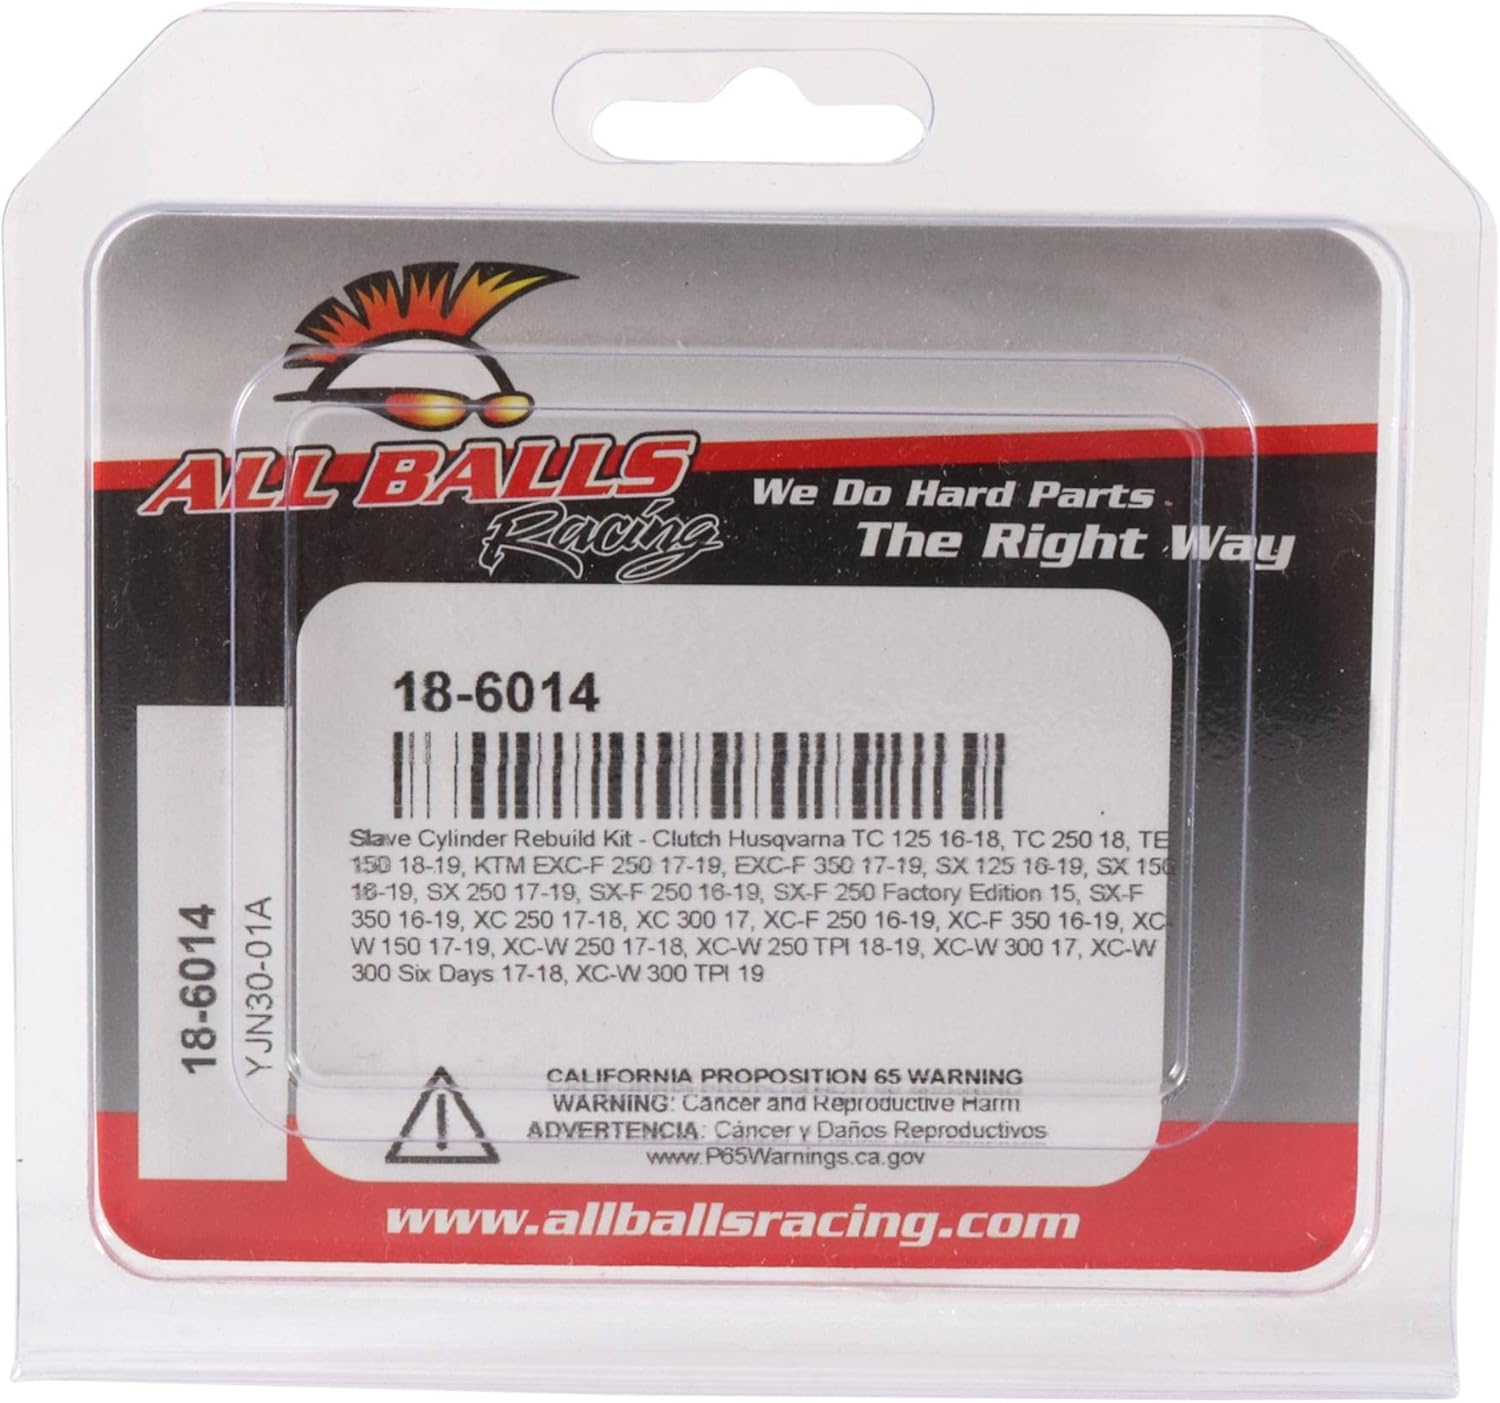 ALL BALLS
Racing
We Do Hard Parts
The Right Way
18-6014
Slave Cylinder Rebuild Kit - Clutch Husqvarna TC 125 16-18, TC 250 18, TE
150 18-19, KTM EXC-F 250 17-19, EXC-F 350 17-19, SX 125 16-19, SX 150
16-19, SX 250 17-19, SX-F 250 16-19, SX-F 250 Factory Edition 15, SX-F
350 16-19, XC 250 17-18, XC 300 17, XC-F 250 16-19, XC-F 350 16-19, XC-
W 150 17-19, XC-W 250 17-18, XC-W 250 TPI 18-19, XC-W 300 17, XC-W
300 Six Days 17-18, XC-W 300 TPI 19
18-6014
YJN30-01A
CALIFORNIA PROPOSITION 65 WARNING
WARNING: Cancer and Reproductive Harm
ADVERTENCIA: Cáncer y Daños Reproductivos
www.P65Warnings.ca.gov
www.allballsracing.com